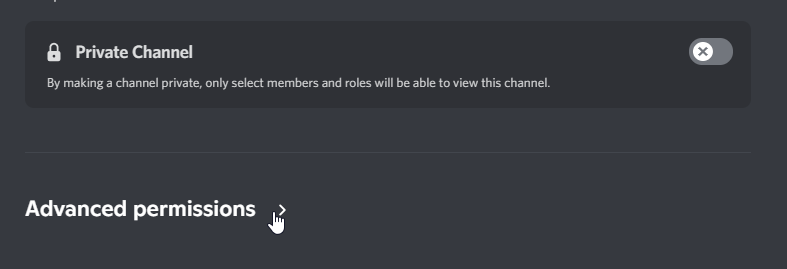 Private Channel
By making a channel private, only select members and roles will be able to view this channel.
Advanced permissions